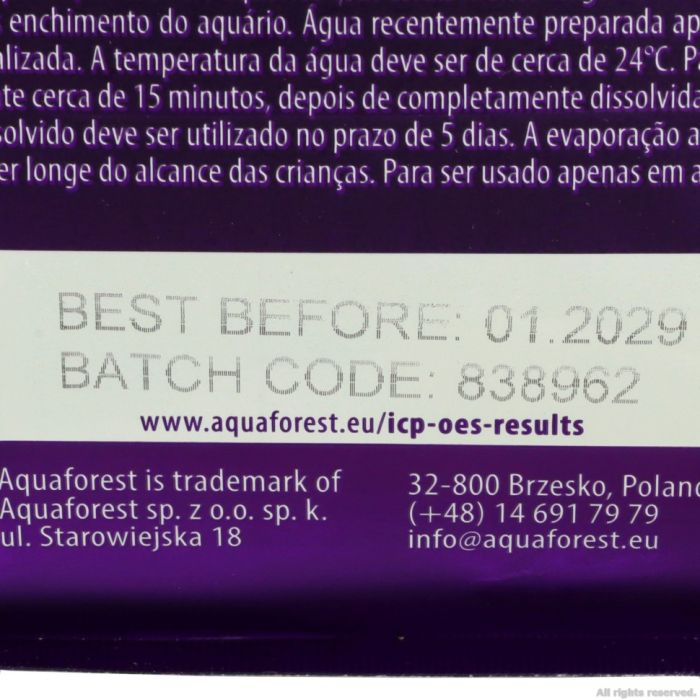 enchimento do aquário. Água recentemente preparada ap
lizada. A temperatura da água deve ser de cerca de 24°C. P
te cerca de 15 minutos, depois de completamente dissolvida
solvido deve ser utilizado no prazo de 5 dias. A evaporação a
er longe do alcance das crianças. Para ser usado apenas em a
BEST BEFORE: 01.2029
BATCH CODE: 838962
www.aquaforest.eu/icp-oes-results
Aquaforest is trademark of
Aquaforest sp. z o.o. sp. k.
ul. Starowiejska 18
32-800 Brzesko, Poland
(+48) 14 691 79 79
info@aquaforest.eu
All rights reserved.